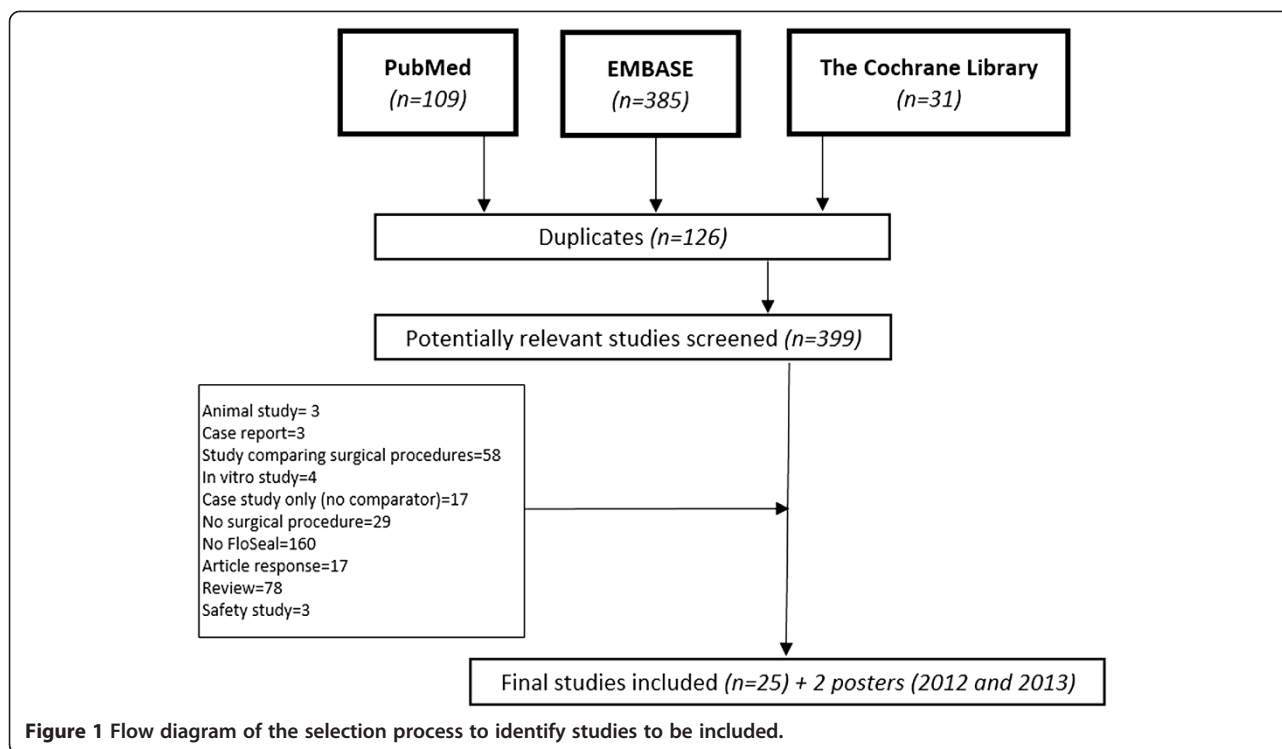 PubMed
(n=109)
EMBASE
(n=385)
The Cochrane Library
(n=31)
Duplicates (n=126)
Potentially relevant studies screened (n=399)
Animal study= 3
Case report=3
Study comparing surgical procedures=58
In vitro study=4
Case study only (no comparator)=17
No surgical procedure=29
No FloSeal=160
Article response=17
Review=78
Safety study=3
Final studies included (n=25) + 2 posters (2012 and 2013)
Figure 1 Flow diagram of the selection process to identify studies to be included.